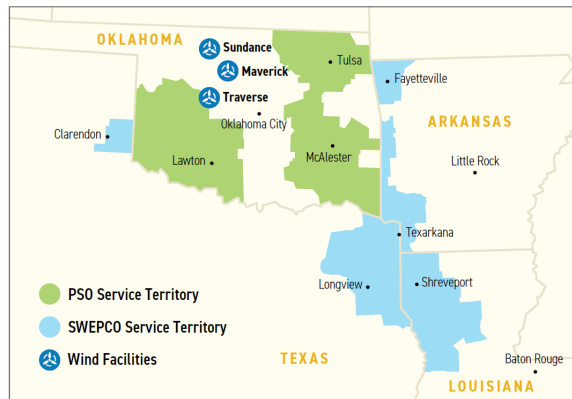 OKLAHOMA
Sundance
Maverick
Tulsa
Fayetteville
Traverse
Oklahoma City
ARKANSAS
Clarendon
Lawton
McAlester
Little Rock
Texarkana
Longview
Shreveport
PSO Service Territory
SWEPCO Service Territory
Wind Facilities
TEXAS
Baton Rouge
LOUISIANA